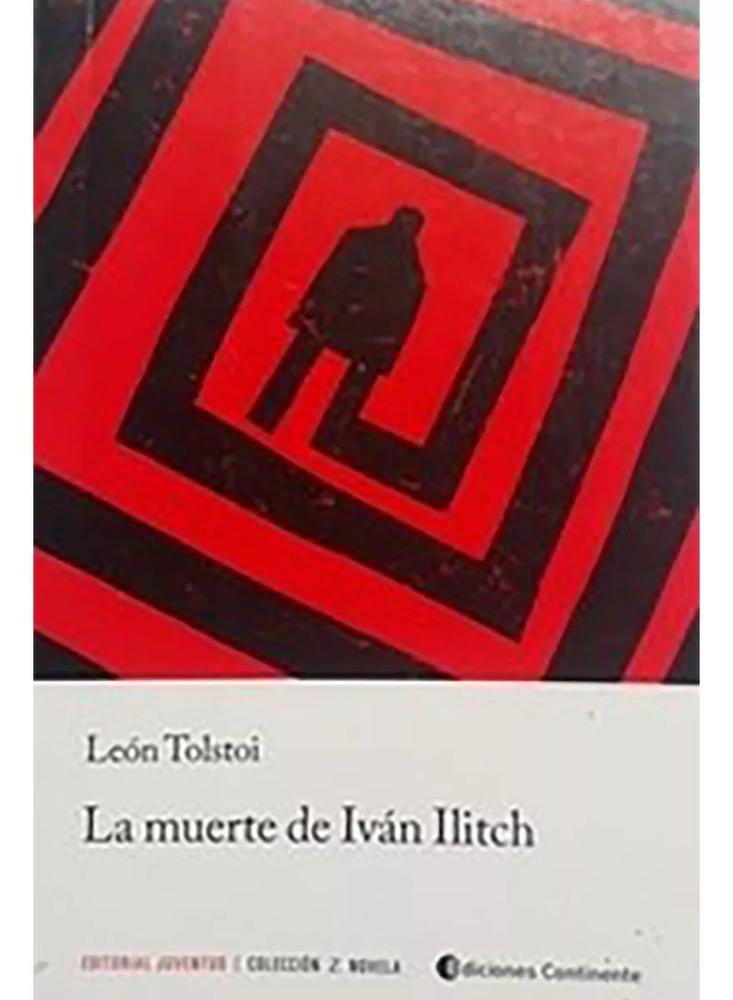 León Tolstoi
La muerte de Iván Ilitch
EDITORIAL JUVENTUD | COLECCIÓN Z NOVELA Ediciones Continente